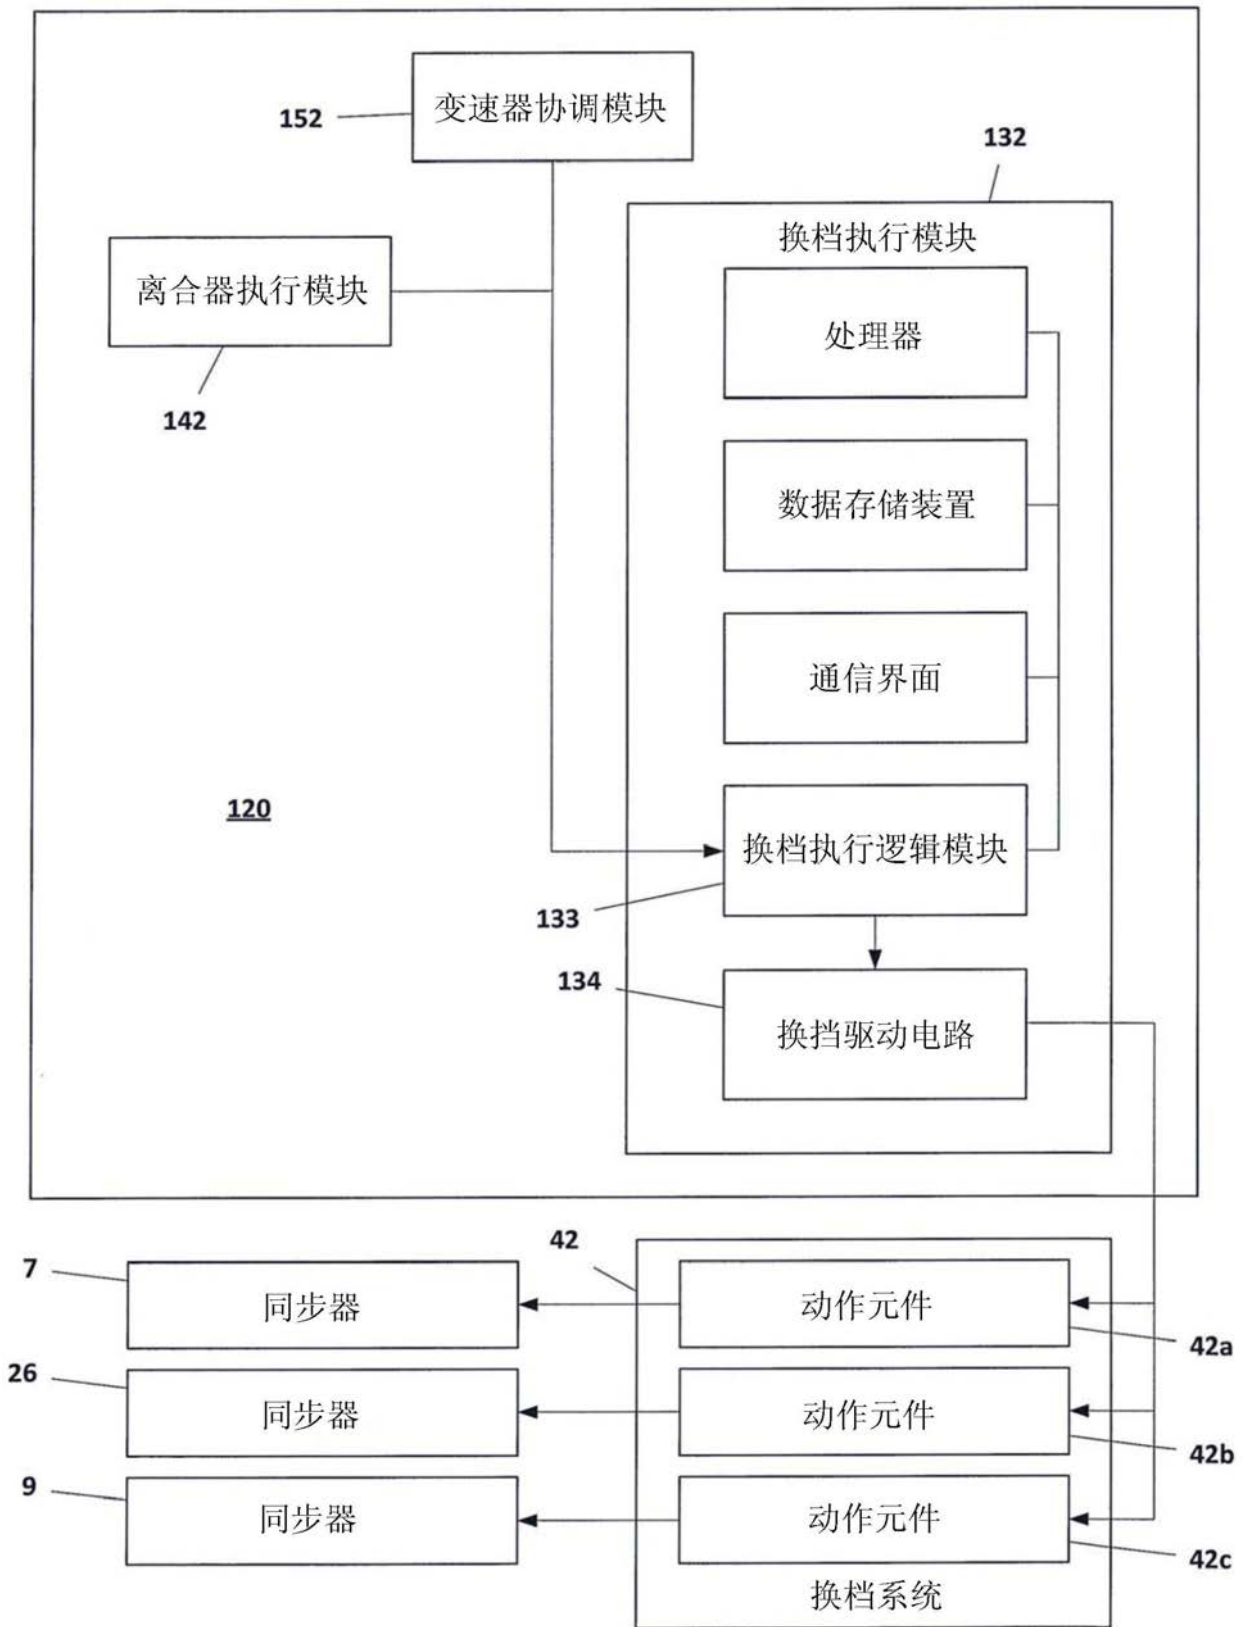 变速器协调模块
152
132
换档执行模块
离合器执行模块
处理器
142
数据存储装置
通信界面
120
换档执行逻辑模块
133
134
换挡驱动电路
42
7
同步器
动作元件
42a
26
同步器
动作元件
42b
9
同步器
动作元件
42c
换档系统